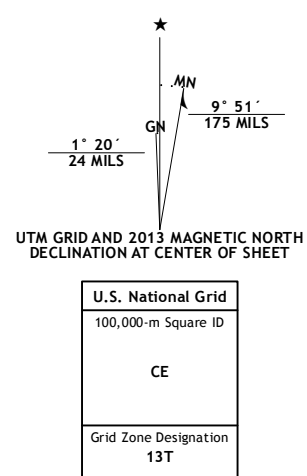 ★
MN
GN
9° 51´
175 MILS
1° 20´
24 MILS
UTM GRID AND 2013 MAGNETIC NORTH
DECLINATION AT CENTER OF SHEET
U.S. National Grid
100,000-m Square ID
CE
Grid Zone Designation
13T